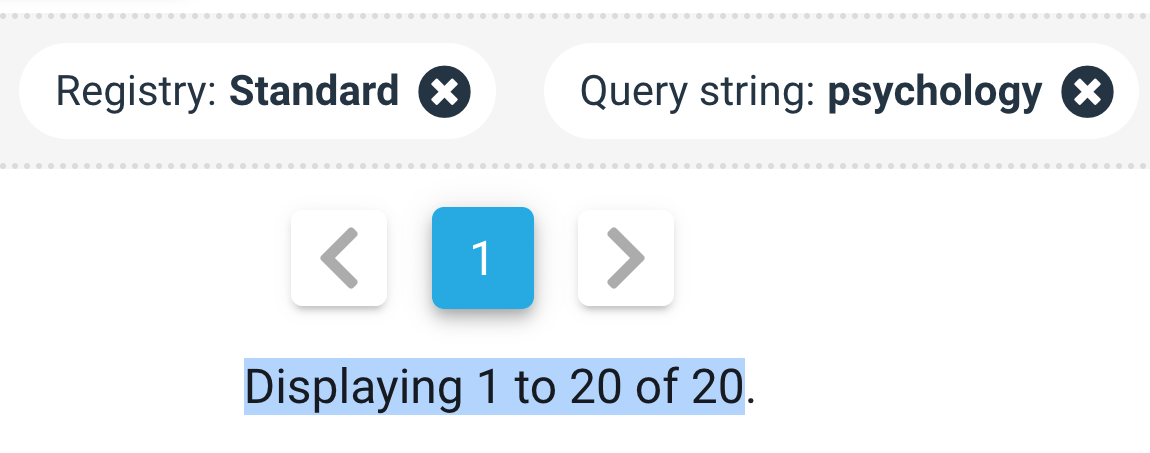 Registry: Standard
Query string: psychology
1
Displaying 1 to 20 of 20.